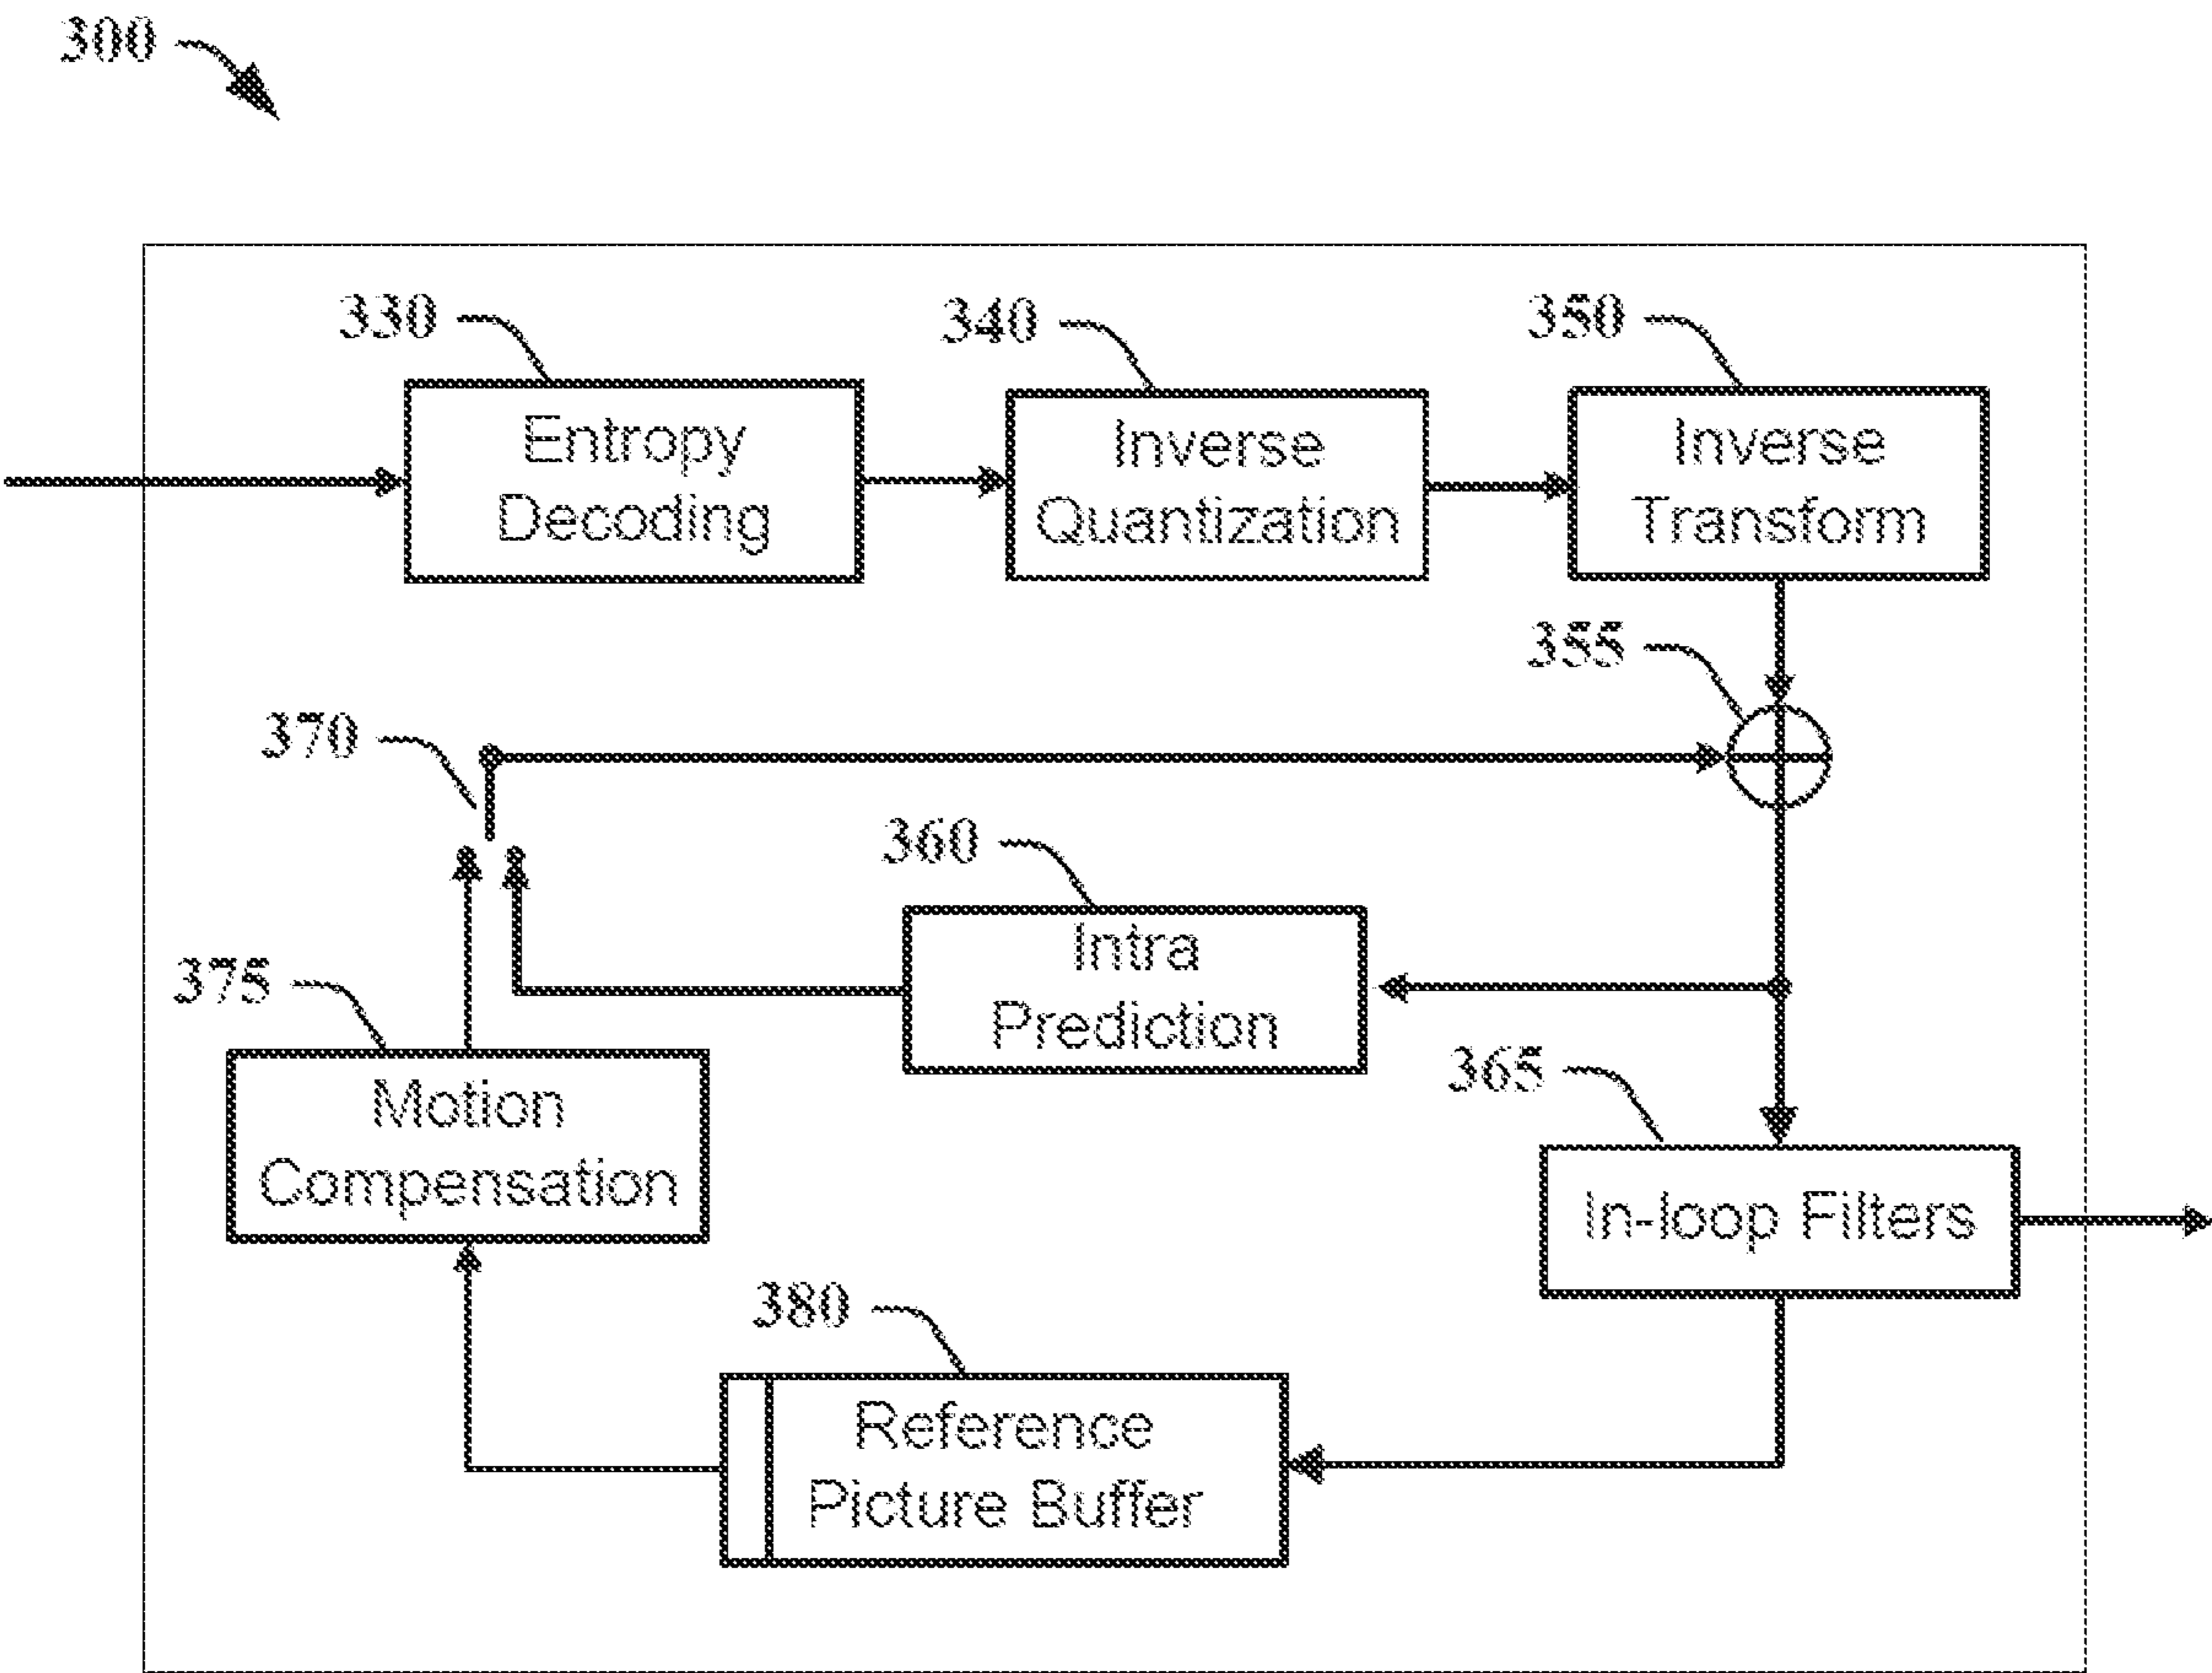 300
330
340
350
Entropy
Decoding
Inverse
Quantization
Inverse
Transform
355
370
360
Intra
Prediction
375
365
Motion
Compensation
In-loop Filters
380
Reference
Picture Buffer